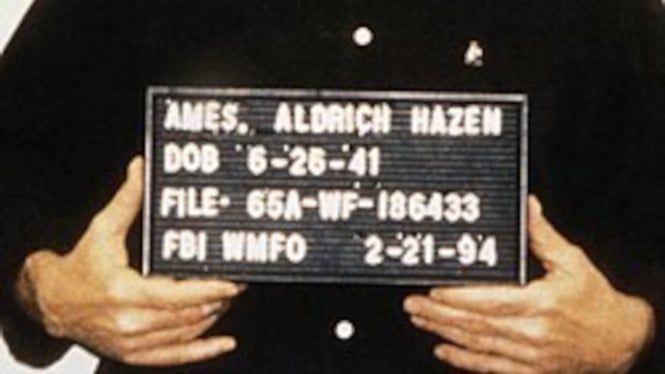 AMES, ALDRICH HAZEN
DOB 6-26-41
FILE· 65A-WF-186433
FBI WMFO 2-21-94